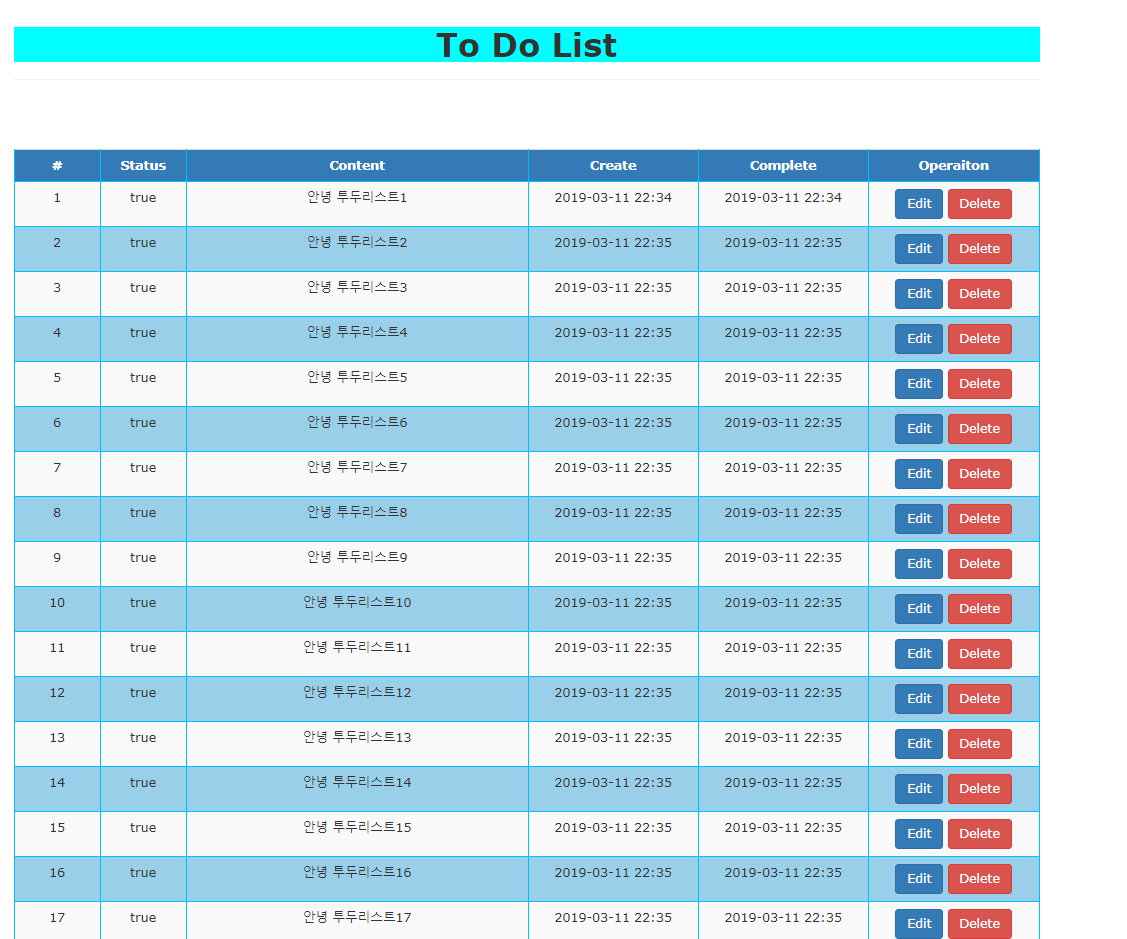 To Do List
# Status Content Create Complete Operaiton
1 true 안녕 투두리스트1 2019-03-11 22:34 2019-03-11 22:34 Edit Delete
2 true 안녕 투두리스트2 2019-03-11 22:35 2019-03-11 22:35 Edit Delete
3 true 안녕 투두리스트3 2019-03-11 22:35 2019-03-11 22:35 Edit Delete
4 true 안녕 투두리스트4 2019-03-11 22:35 2019-03-11 22:35 Edit Delete
5 true 안녕 투두리스트5 2019-03-11 22:35 2019-03-11 22:35 Edit Delete
6 true 안녕 투두리스트6 2019-03-11 22:35 2019-03-11 22:35 Edit Delete
7 true 안녕 투두리스트7 2019-03-11 22:35 2019-03-11 22:35 Edit Delete
8 true 안녕 투두리스트8 2019-03-11 22:35 2019-03-11 22:35 Edit Delete
9 true 안녕 투두리스트9 2019-03-11 22:35 2019-03-11 22:35 Edit Delete
10 true 안녕 투두리스트10 2019-03-11 22:35 2019-03-11 22:35 Edit Delete
11 true 안녕 투두리스트11 2019-03-11 22:35 2019-03-11 22:35 Edit Delete
12 true 안녕 투두리스트12 2019-03-11 22:35 2019-03-11 22:35 Edit Delete
13 true 안녕 투두리스트13 2019-03-11 22:35 2019-03-11 22:35 Edit Delete
14 true 안녕 투두리스트14 2019-03-11 22:35 2019-03-11 22:35 Edit Delete
15 true 안녕 투두리스트15 2019-03-11 22:35 2019-03-11 22:35 Edit Delete
16 true 안녕 투두리스트16 2019-03-11 22:35 2019-03-11 22:35 Edit Delete
17 true 안녕 투두리스트17 2019-03-11 22:35 2019-03-11 22:35 Edit Delete